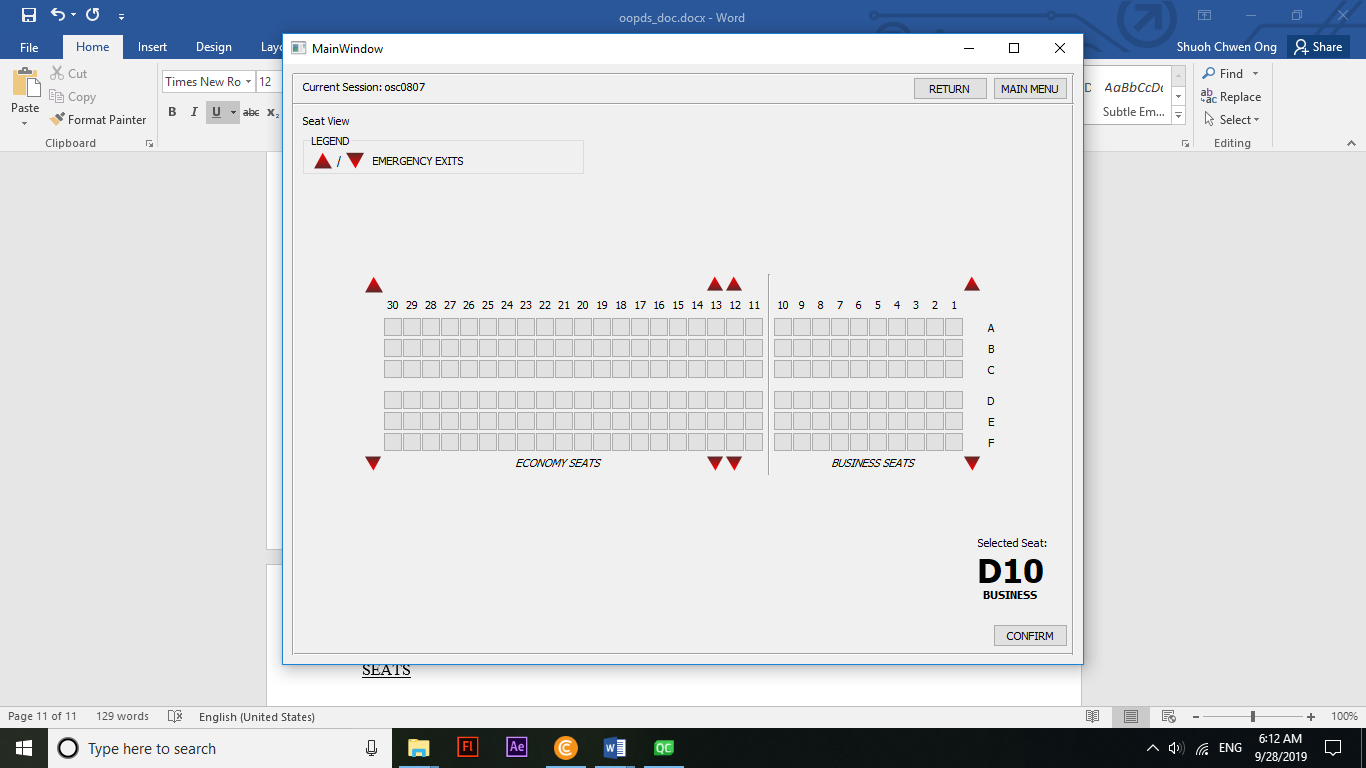 oopds_doc.docx - Word
File Home Insert Design
Shuoh Chwen Ong Share
Paste
Cut
Copy
Format Painter
Clipboard
Times New Ro 12
B I U abc X₂
AaBbCcDc
Subtle Em...
Find
Replace
Select
Editing
MainWindow
Current Session: osc0807
RETURN MAIN MENU
Seat View
LEGEND
/ EMERGENCY EXITS
30 29 28 27 26 25 24 23 22 21 20 19 18 17 16 15 14 13 12 11 10 9 8 7 6 5 4 3 2 1
A
B
C
D
E
F
ECONOMY SEATS BUSINESS SEATS
Selected Seat:
D10
BUSINESS
CONFIRM
SEATS
Page 11 of 11 129 words English (United States) 100%
Type here to search
Fl Ae C W QC
ENG
6:12 AM
9/28/2019